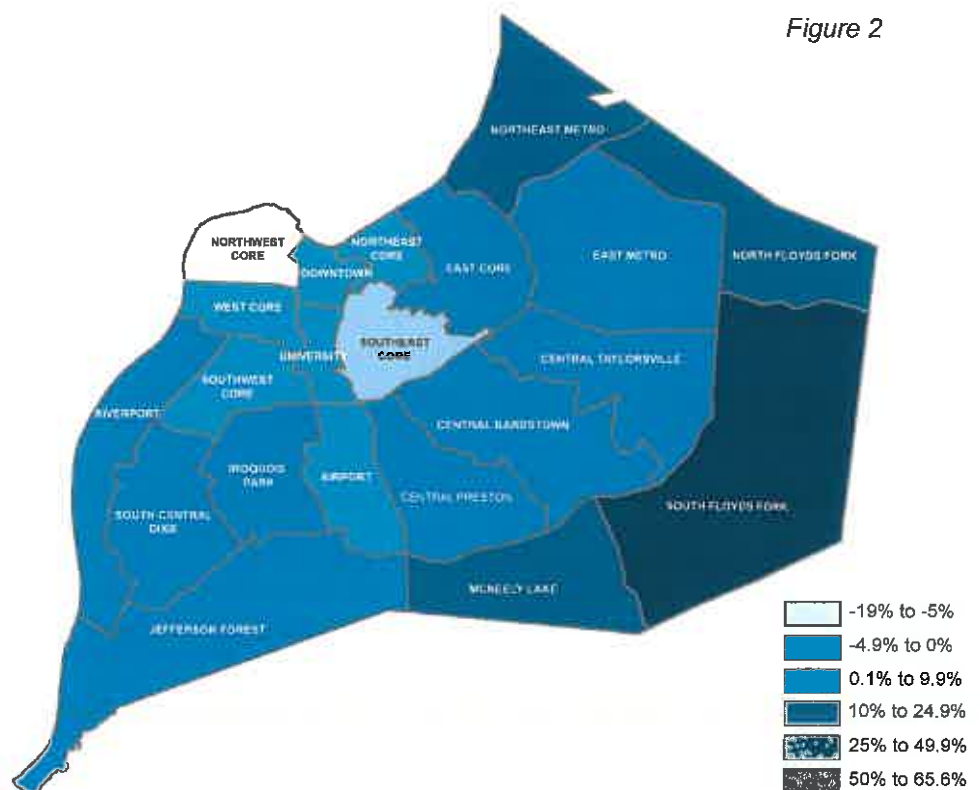 Figure 2
NORTHEAST METRO
NORTHWEST
CORE
NORTHEAST
CORE
DOWNTOWN
EAST CORE
EAST METRO
NORTH FLOYDS FORK
WEST CORE
UNIVERSITY
SOUTHEAST
CORE
CENTRAL TAYLORSVILLE
SOUTHWEST
CORE
RIVERPORT
CENTRAL BARDSTOWN
IROQUOIS
PARK
AIRPORT
CENTRAL PRESTON
SOUTH FLOYDS FORK
SOUTH CENTRAL
DIXIE
MCNEELY LAKE
JEFFERSON FOREST
-19% to -5%
-4.9% to 0%
0.1% to 9.9%
10% to 24.9%
25% to 49.9%
50% to 65.6%